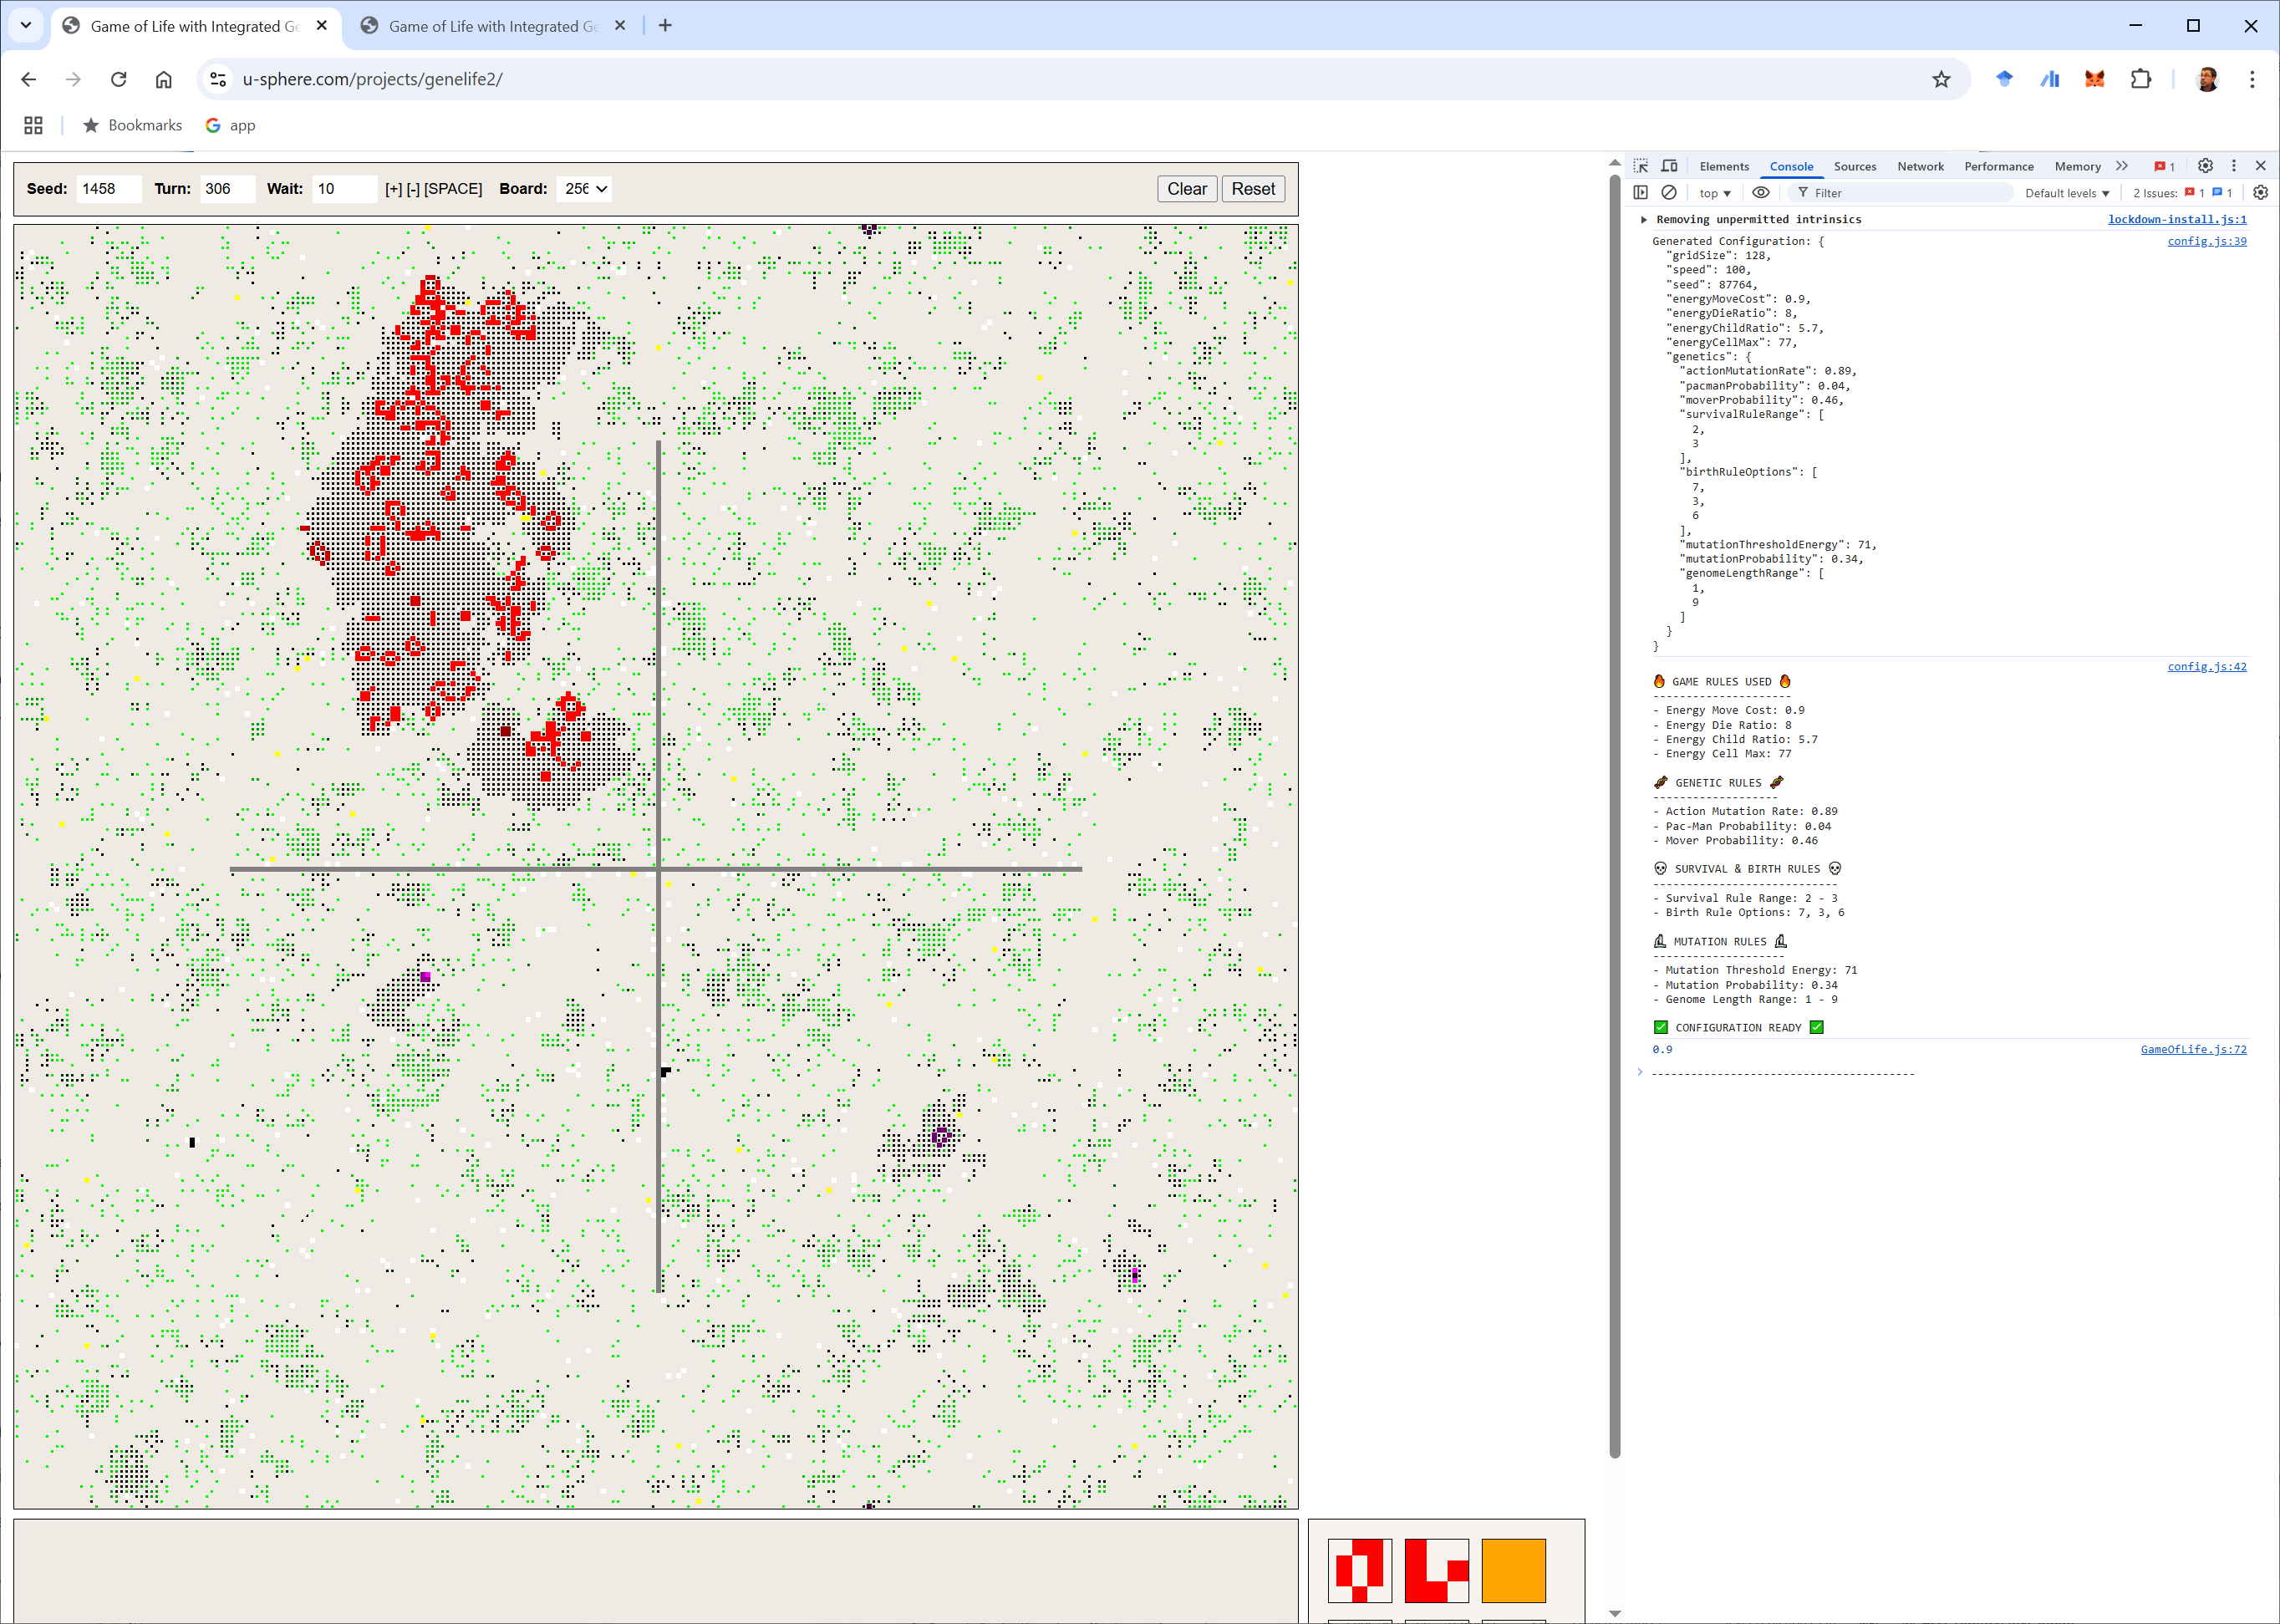 Game of Life with Integrated Ge
Game of Life with Integrated Ge
u-sphere.com/projects/genelife2/
Bookmarks
app
Seed: 1458 Turn: 306 Wait: 10 [+] [-] [SPACE] Board: 256 Clear Reset
Elements Console Sources Network Performance Memory 1
top Filter Default levels 2 Issues: 1 1
Removing unpermitted intrinsics lockdown-install.js:1
Generated Configuration: { config.js:39
"gridSize": 128,
"speed": 100,
"seed": 87764,
"energyMoveCost": 0.9,
"energyDieRatio": 8,
"energyChildRatio": 5.7,
"energyCellMax": 77,
"genetics": {
"actionMutationRate": 0.89,
"pacmanProbability": 0.04,
"moverProbability": 0.46,
"survivalRuleRange": [
2,
3
],
"birthRuleOptions": [
7,
3,
6
],
"mutationThresholdEnergy": 71,
"mutationProbability": 0.34,
"genomeLengthRange": [
1,
9
]
}
}
config.js:42
🔥 GAME RULES USED 🔥
---------------------
- Energy Move Cost: 0.9
- Energy Die Ratio: 8
- Energy Child Ratio: 5.7
- Energy Cell Max: 77
GENETIC RULES
-------------------
- Action Mutation Rate: 0.89
- Pac-Man Probability: 0.04
- Mover Probability: 0.46
💀 SURVIVAL & BIRTH RULES 💀
----------------------------
- Survival Rule Range: 2 - 3
- Birth Rule Options: 7, 3, 6
MUTATION RULES
--------------------
- Mutation Threshold Energy: 71
- Mutation Probability: 0.34
- Genome Length Range: 1 - 9
✅ CONFIGURATION READY ✅
0.9 GameOfLife.js:72
----------------------------------------